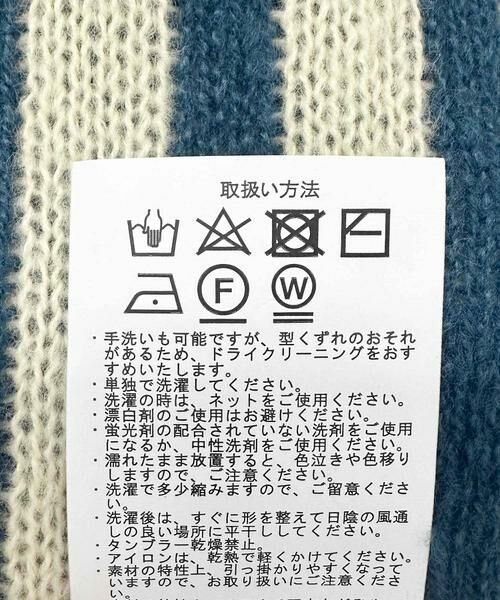 取扱い方法
F W
・手洗いも可能ですが、型くずれのおそれ
があるため、ドライクリーニングをおす
すめいたします。
・単独で洗濯してください。
・洗濯の時は、ネットをご使用ください。
・漂白剤のご使用はお避けください。
・蛍光剤の配合されていない洗剤をご使用
になるか、中性洗剤をご使用ください。
・濡れたまま放置すると、色泣きや色移り
しますので、ご注意ください。
・洗濯で多少縮みますので、ご留意くださ
い。
・洗濯後は、すぐに形を整えて日陰の風通
しの良い場所に平干ししてください。
・タンブラー乾燥禁止。
・アイロンは、乾熱で軽くかけてください。
・素材の特性上、引っ掛かりやすくなって
いますので、お取り扱いにご注意くださ
い。